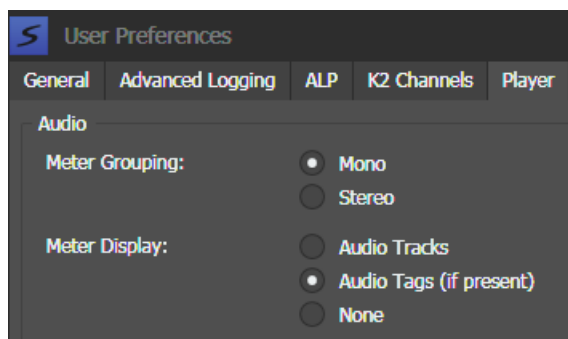 S User Preferences
General Advanced Logging ALP K2 Channels Player
Audio
Meter Grouping: Mono
Stereo
Meter Display: Audio Tracks
Audio Tags (if present)
None